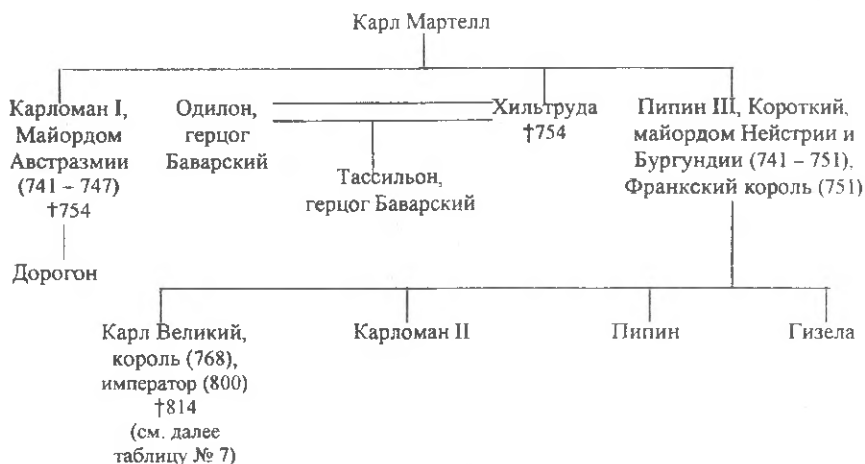 Карл Мартелл
Карломан I,
Майордом
Австразмии
(741 – 747)
†754
Одилон,
герцог
Баварский
Хильтруда
†754
Пипин III, Короткий,
майордом Нейстрии и
Бургундии (741 – 751),
Франкский король (751)
Тассильон,
герцог Баварский
Дорогон
Карл Великий,
король (768),
император (800)
†814
(см. далее
таблицу № 7)
Карломан II
Пипин
Гизела